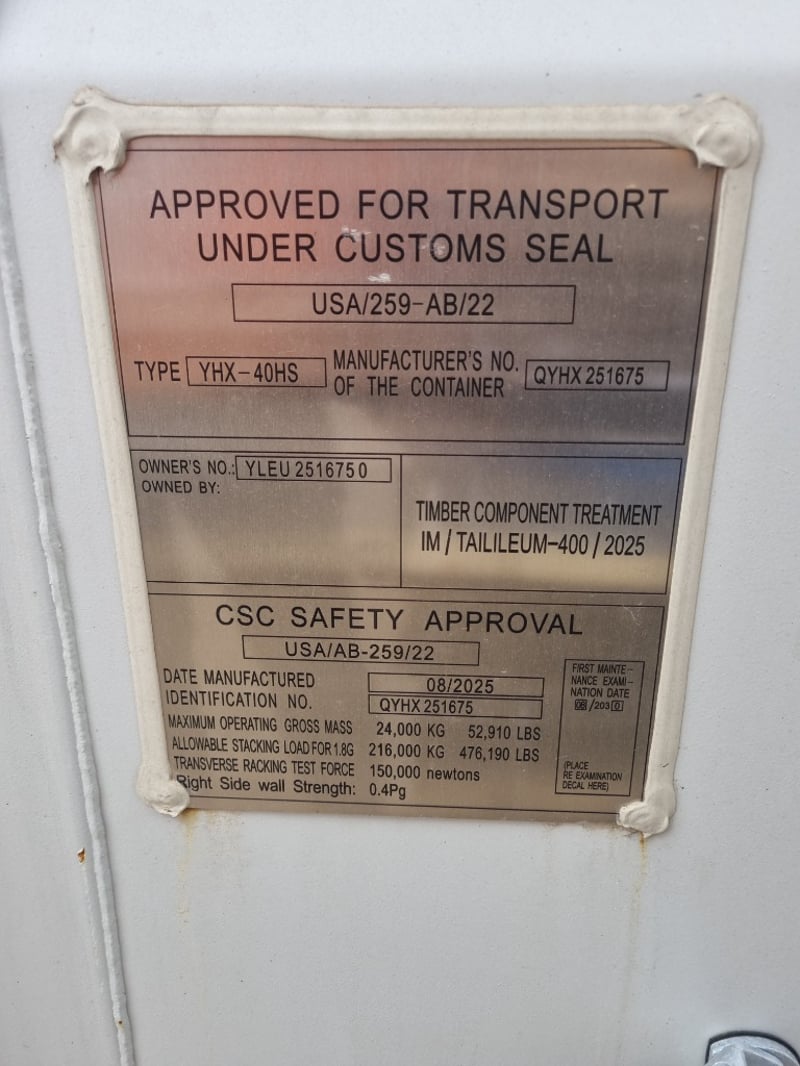 APPROVED FOR TRANSPORT
UNDER CUSTOMS SEAL
USA/259-AB/22
TYPE YHX-40HS MANUFACTURER'S NO. OF THE CONTAINER QYHX 251675
OWNER'S NO.: YLEU 2516750
OWNED BY:
TIMBER COMPONENT TREATMENT
IM / TAILILEUM-400 / 2025
CSC SAFETY APPROVAL
USA/AB-259/22
DATE MANUFACTURED 08/2025
IDENTIFICATION NO. QYHX 251675
MAXIMUM OPERATING GROSS MASS 24,000 KG 52,910 LBS
ALLOWABLE STACKING LOAD FOR 1.8G 216,000 KG 476,190 LBS
TRANSVERSE RACKING TEST FORCE 150,000 newtons
Right Side wall Strength: 0.4Pg
FIRST MAINTE-
NANCE EXAMI-
NATION DATE
08/2030
(PLACE
RE EXAMINATION
DECAL HERE)